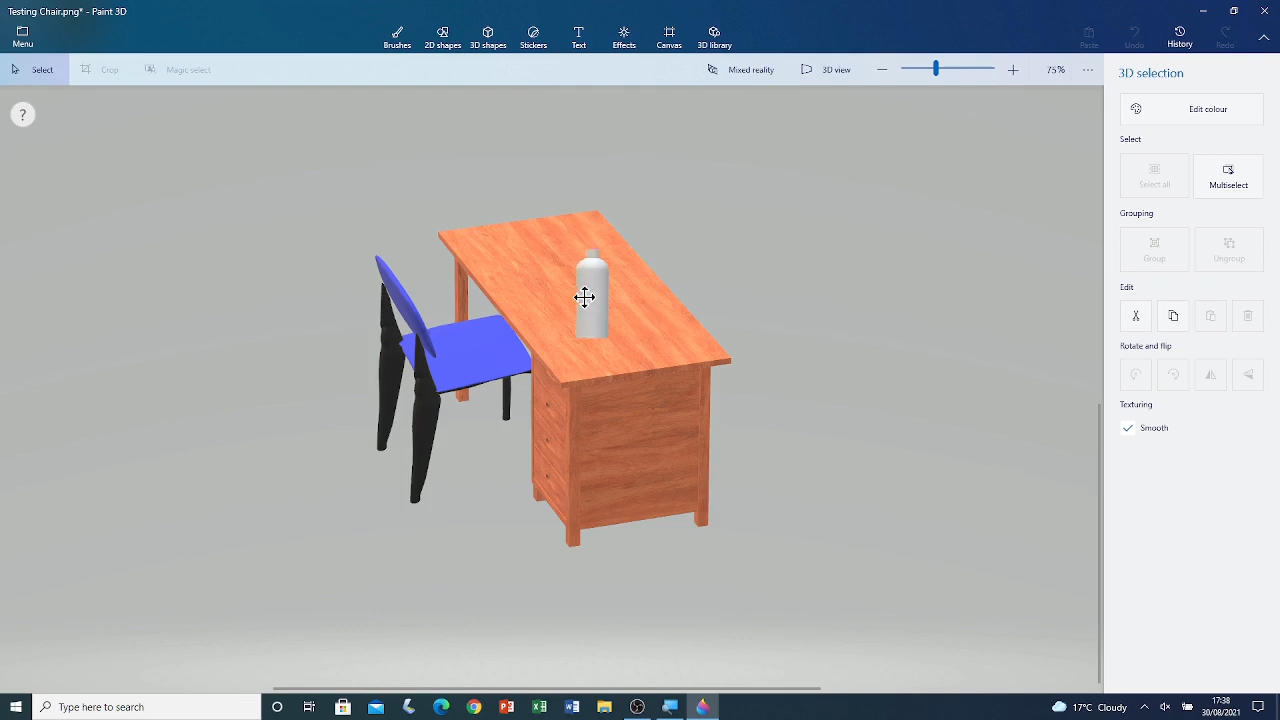 Testing Chair.png* - Paint 3D
Menu
Brushes
2D shapes
3D shapes
Stickers
Text
Effects
Canvas
3D library
Paste
Undo
History
Redo
Select
Crop
Magic select
Mixed reality
3D view
75%
?
3D selection
Edit colour
Select
Select all
Multiselect
Grouping
Group
Ungroup
Edit
Rotate and flip
Texturing
Smooth
Type here to search
17°C Cloudy
17:38
30/08/2021